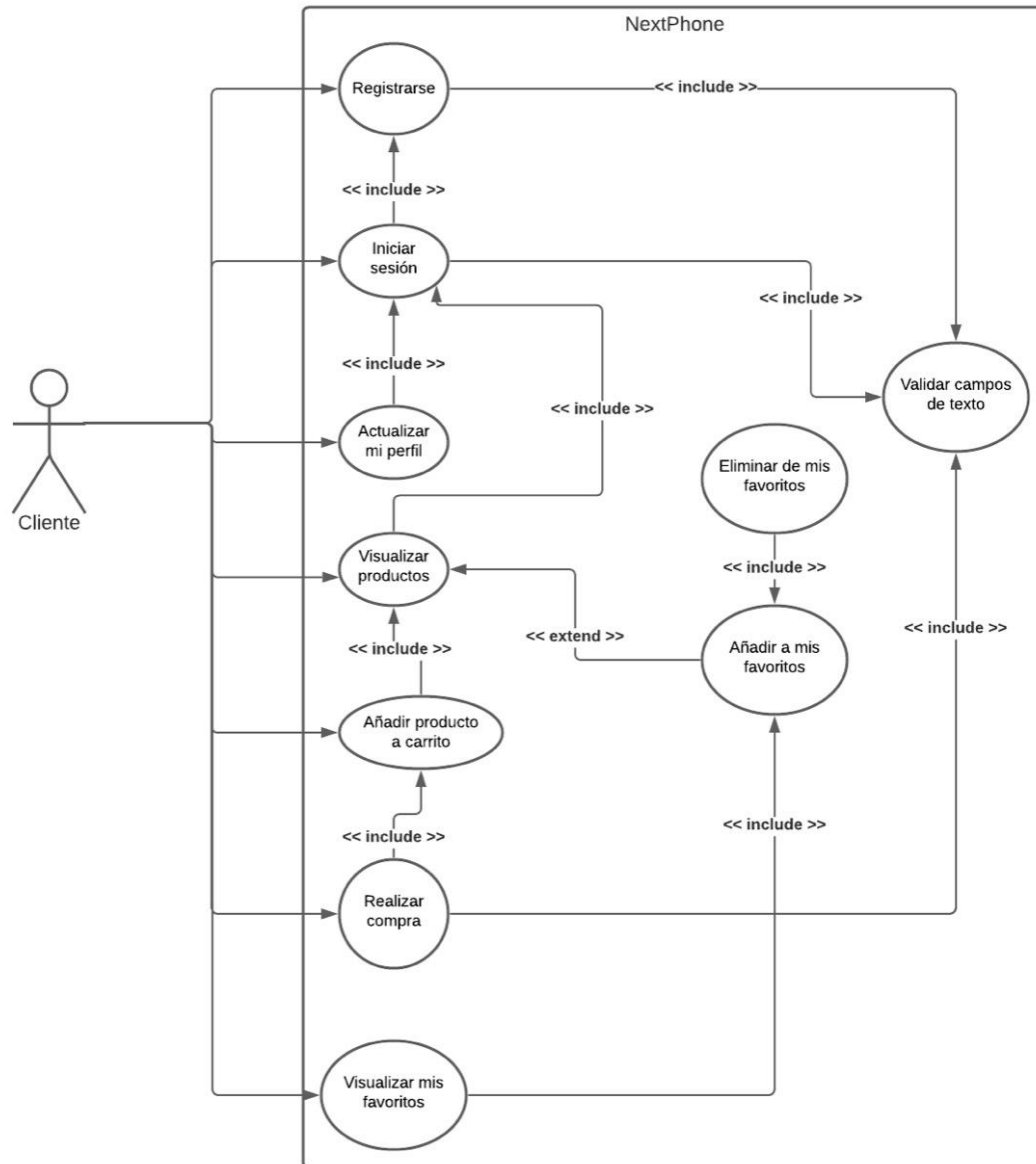 NextPhone
Registrarse
<< include >>
<< include >>
Iniciar
sesión
<< include >>
<< include >>
Validar campos
de texto
<< include >>
Actualizar
mi perfil
Eliminar de mis
favoritos
Cliente
Visualizar
productos
<< include >>
<< extend >>
Añadir a mis
favoritos
<< include >>
<< include >>
Añadir producto
a carrito
<< include >>
<< include >>
Realizar
compra
Visualizar mis
favoritos